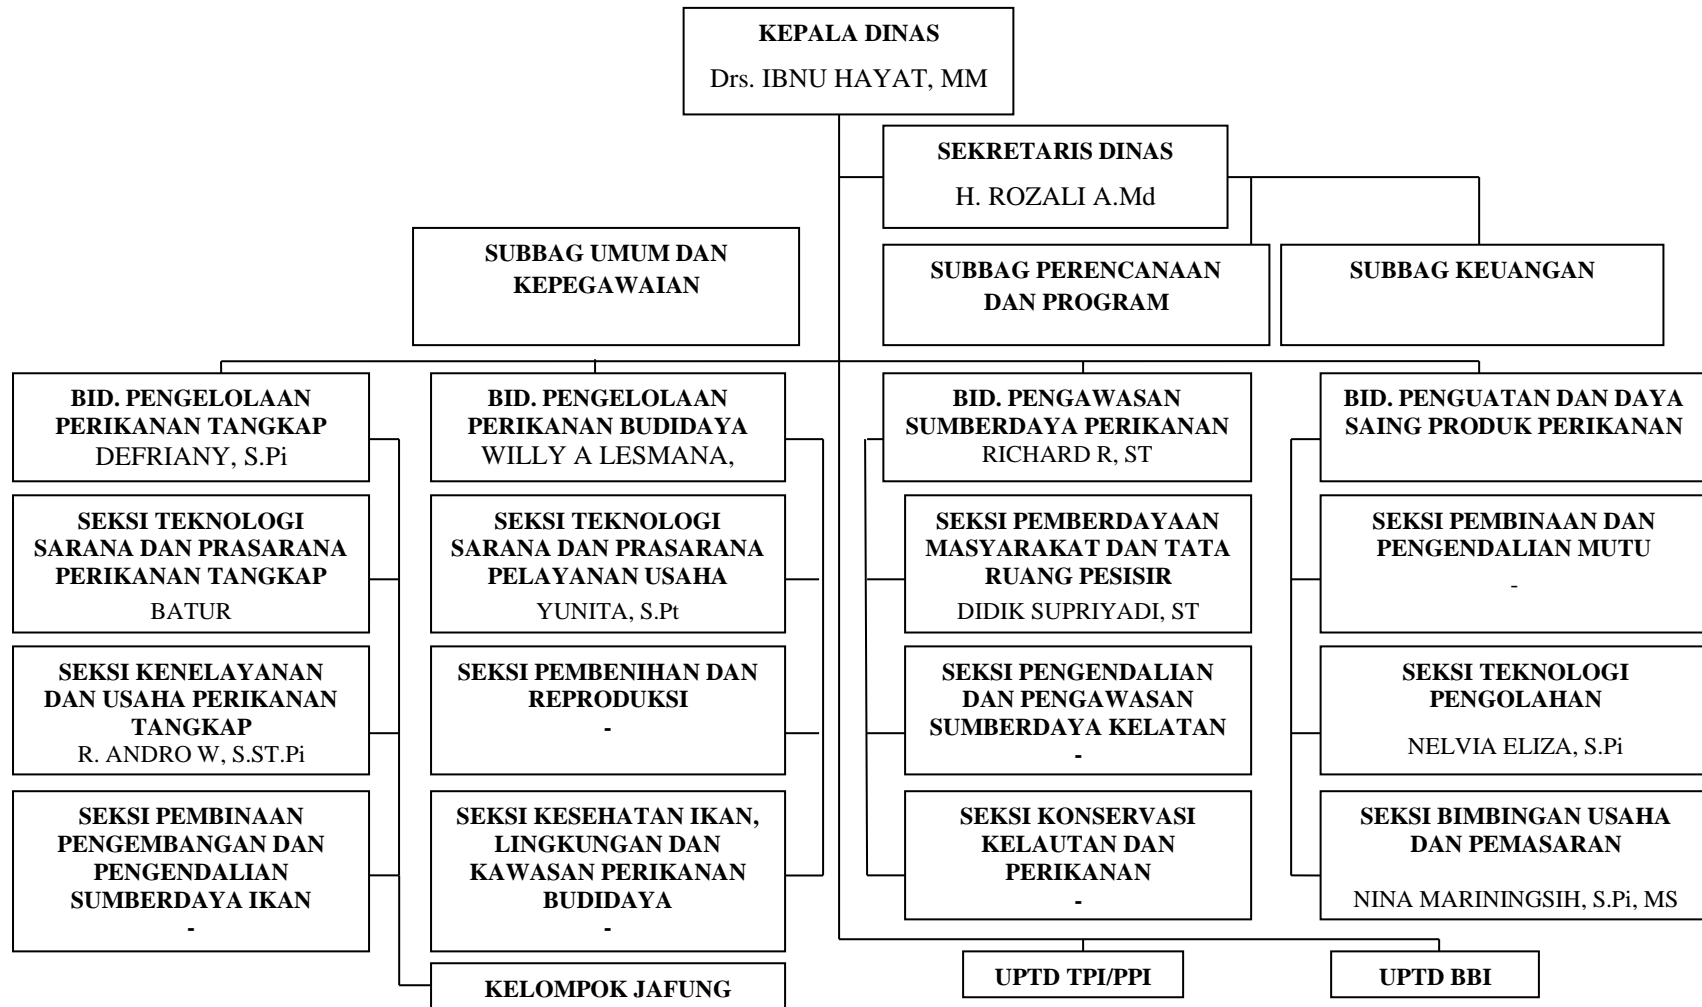 KEPALA DINAS
Drs. IBNU HAYAT, MM
SEKRETARIS DINAS
H. ROZALI A.Md
SUBBAG UMUM DAN
KEPEGAWAIAN
SUBBAG PERENCANAAN
DAN PROGRAM
SUBBAG KEUANGAN
BID. PENGELOLAAN
PERIKANAN TANGKAP
DEFRIANY, S.Pi
BID. PENGELOLAAN
PERIKANAN BUDIDAYA
WILLY A LESMANA,
BID. PENGAWASAN
SUMBERDAYA PERIKANAN
RICHARD R, ST
BID. PENGUATAN DAN DAYA
SAING PRODUK PERIKANAN
SEKSI TEKNOLOGI
SARANA DAN PRASARANA
PERIKANAN TANGKAP
BATUR
SEKSI TEKNOLOGI
SARANA DAN PRASARANA
PELAYANAN USAHA
YUNITA, S.Pt
SEKSI PEMBERDAYAAN
MASYARAKAT DAN TATA
RUANG PESISIR
DIDIK SUPRIYADI, ST
SEKSI PEMBINAAN DAN
PENGENDALIAN MUTU
-
SEKSI KENELAYANAN
DAN USAHA PERIKANAN
TANGKAP
R. ANDRO W, S.ST.Pi
SEKSI PEMBENIHAN DAN
REPRODUKSI
-
SEKSI PENGENDALIAN
DAN PENGAWASAN
SUMBERDAYA KELATAN
-
SEKSI TEKNOLOGI
PENGOLAHAN
NELVIA ELIZA, S.Pi
SEKSI PEMBINAAN
PENGEMBANGAN DAN
PENGENDALIAN
SUMBERDAYA IKAN
-
SEKSI KESEHATAN IKAN,
LINGKUNGAN DAN
KAWASAN PERIKANAN
BUDIDAYA
-
SEKSI KONSERVASI
KELAUTAN DAN
PERIKANAN
-
SEKSI BIMBINGAN USAHA
DAN PEMASARAN
NINA MARININGSIH, S.Pi, MS
KELOMPOK JAFUNG
UPTD TPI/PPI
UPTD BBI